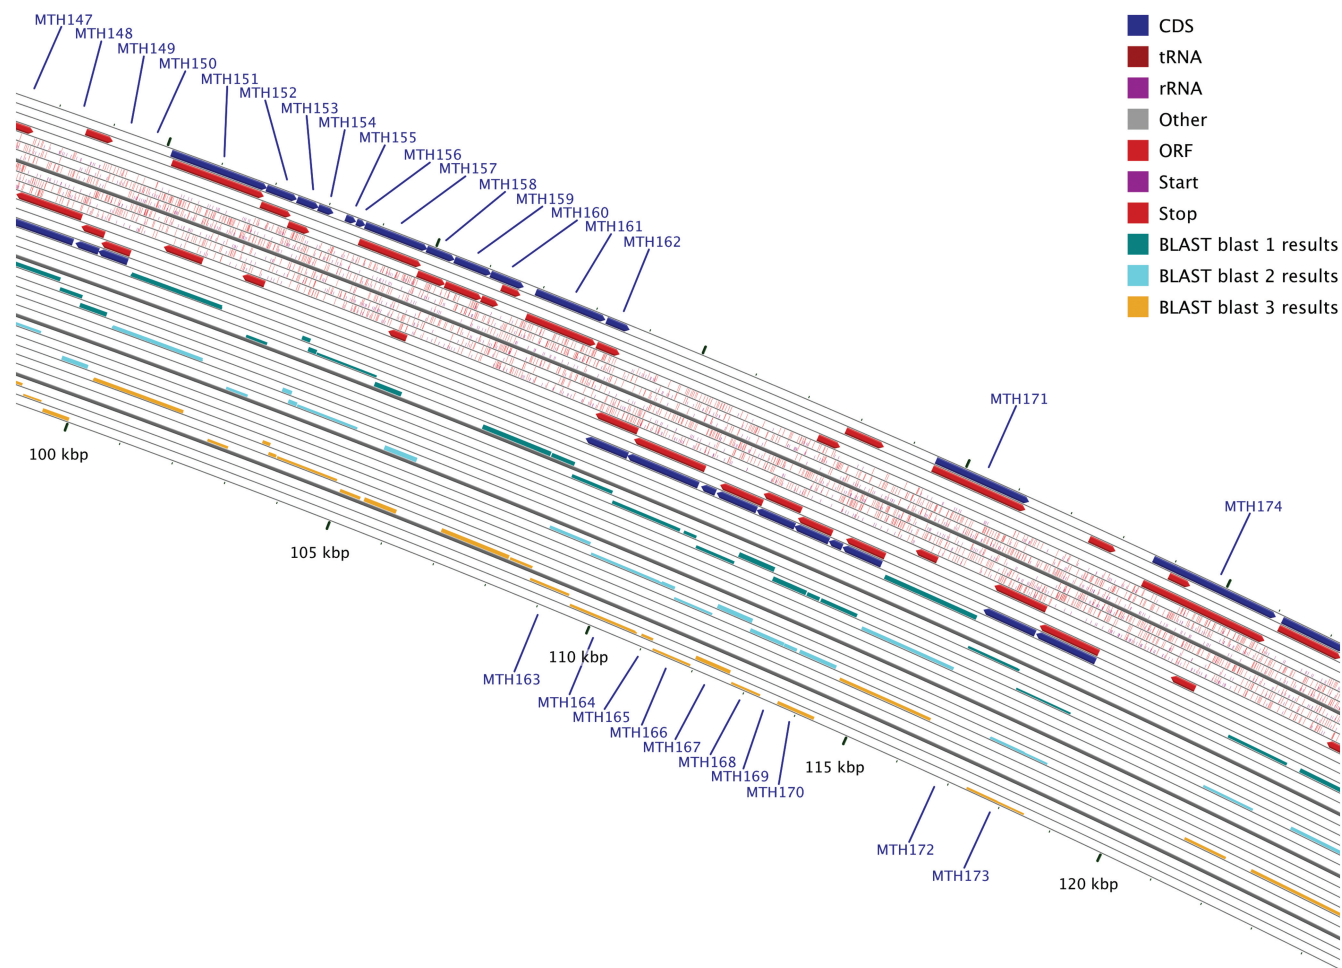 MTH147
MTH148
MTH149
MTH150
MTH151
MTH152
MTH153
MTH154
MTH155
MTH156
MTH157
MTH158
MTH159
MTH160
MTH161
MTH162
CDS
tRNA
rRNA
Other
ORF
Start
Stop
BLAST blast 1 results
BLAST blast 2 results
BLAST blast 3 results
MTH171
MTH174
100 kbp
105 kbp
110 kbp
115 kbp
120 kbp
MTH163
MTH164
MTH165
MTH166
MTH167
MTH168
MTH169
MTH170
MTH172
MTH173